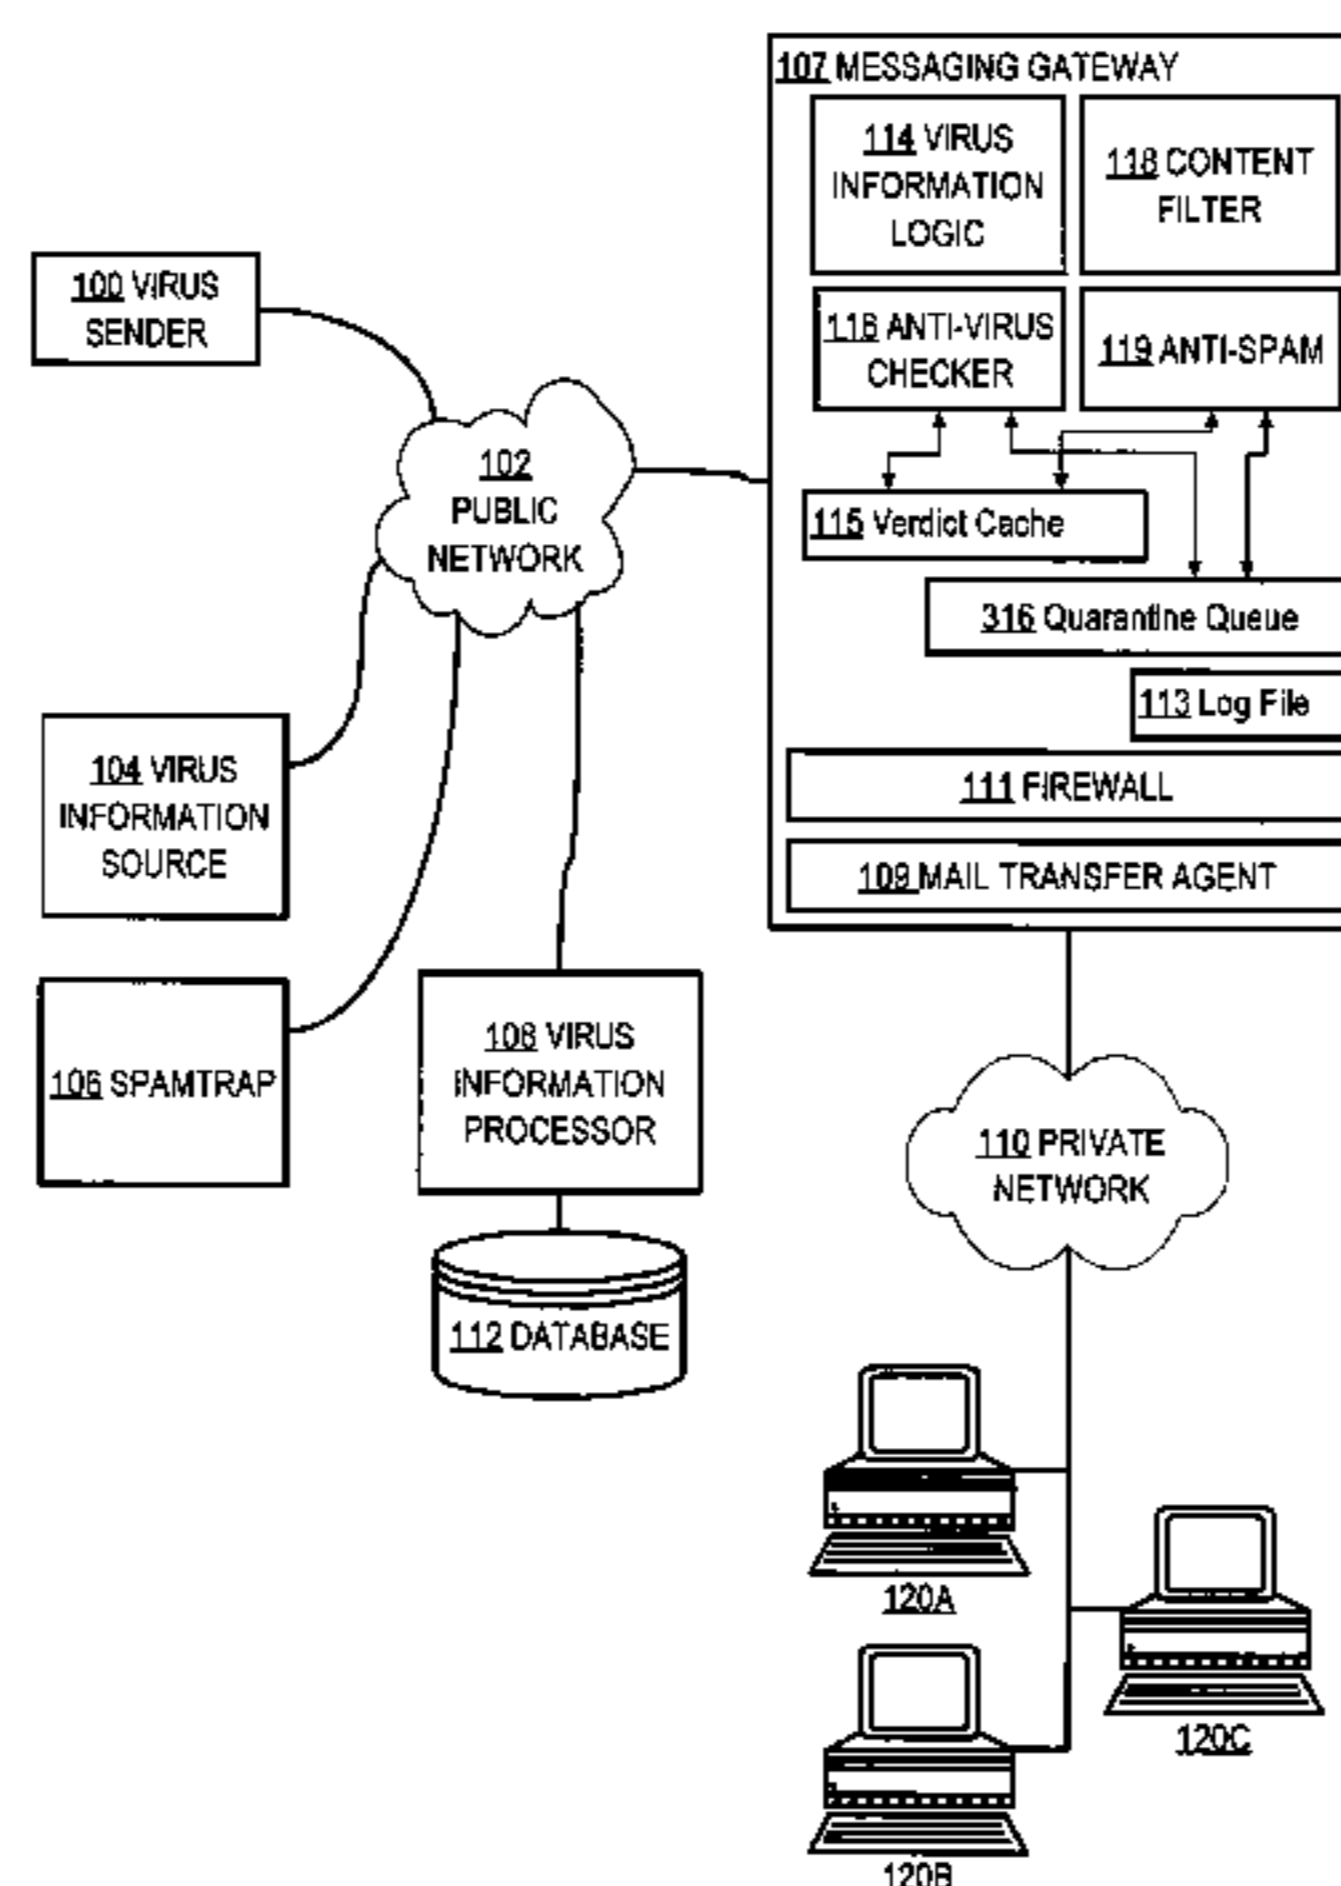 107 MESSAGING GATEWAY
114 VIRUS
INFORMATION
LOGIC
118 CONTENT
FILTER
100 VIRUS
SENDER
116 ANTI-VIRUS
CHECKER
119 ANTI-SPAM
102
PUBLIC
NETWORK
115 Verdict Cache
316 Quarantine Queue
113 Log File
104 VIRUS
INFORMATION
SOURCE
111 FIREWALL
109 MAIL TRANSFER AGENT
106 SPAMTRAP
108 VIRUS
INFORMATION
PROCESSOR
110 PRIVATE
NETWORK
112 DATABASE
120A
120C
120B